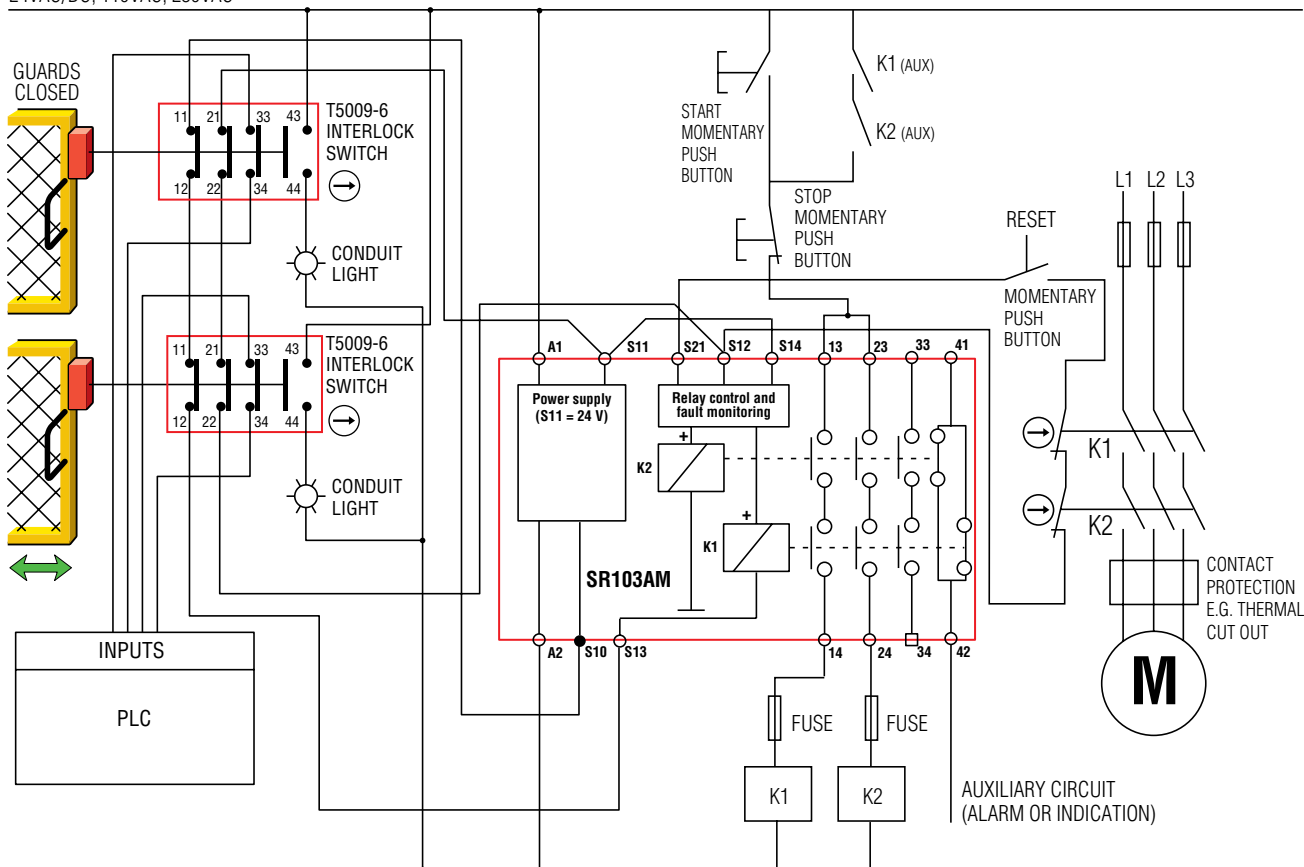 24VAC/DC, 110VAC, 230VAC
GUARDS
CLOSED
11 21 33 43
12 22 34 44
T5009-6
INTERLOCK
SWITCH
CONDUIT
LIGHT
11 21 33 43
12 22 34 44
T5009-6
INTERLOCK
SWITCH
CONDUIT
LIGHT
INPUTS
PLC
START
MOMENTARY
PUSH
BUTTON
K1 (AUX)
K2 (AUX)
STOP
MOMENTARY
PUSH
BUTTON
RESET
MOMENTARY
PUSH
BUTTON
L1 L2 L3
A1 S11 S21 S12 S14 13 23 33 41
Power supply
(S11 = 24 V)
Relay control and
fault monitoring
+
K2
+
K1
SR103AM
A2 S10 S13 14 24 34 42
FUSE
FUSE
K1
K2
AUXILIARY CIRCUIT
(ALARM OR INDICATION)
K1
K2
CONTACT
PROTECTION
E.G. THERMAL
CUT OUT
M